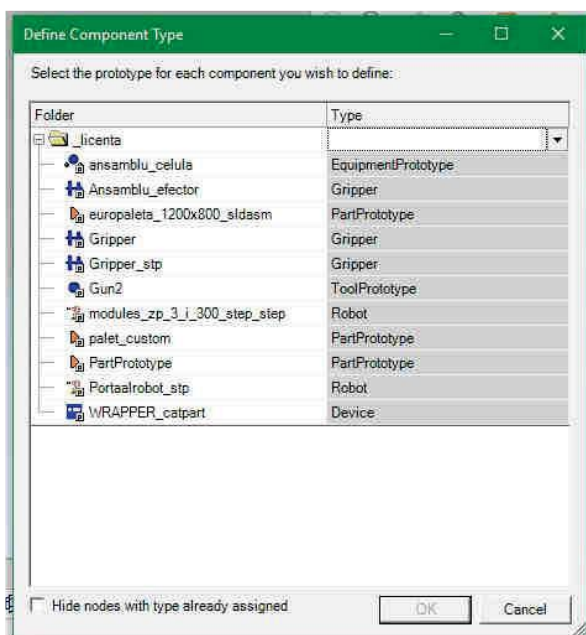 Define Component Type
Select the prototype for each component you wish to define:
Folder Type
_licenta
ansamblu_celula EquipmentPrototype
Ansamblu_efector Gripper
europaleta_1200x800_sldasm PartPrototype
Gripper Gripper
Gripper_stp Gripper
Gun2 ToolPrototype
modules_zp_3_i_300_step_step Robot
palet_custom PartPrototype
PartPrototype PartPrototype
Portaalrobot_stp Robot
WRAPPER_catpart Device
Hide nodes with type already assigned OK Cancel